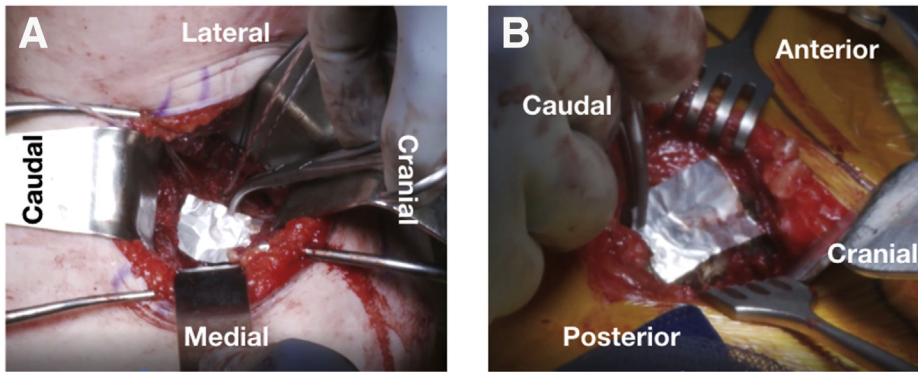 A
Lateral
Caudal
Cranial
Medial
B
Anterior
Caudal
Cranial
Posterior